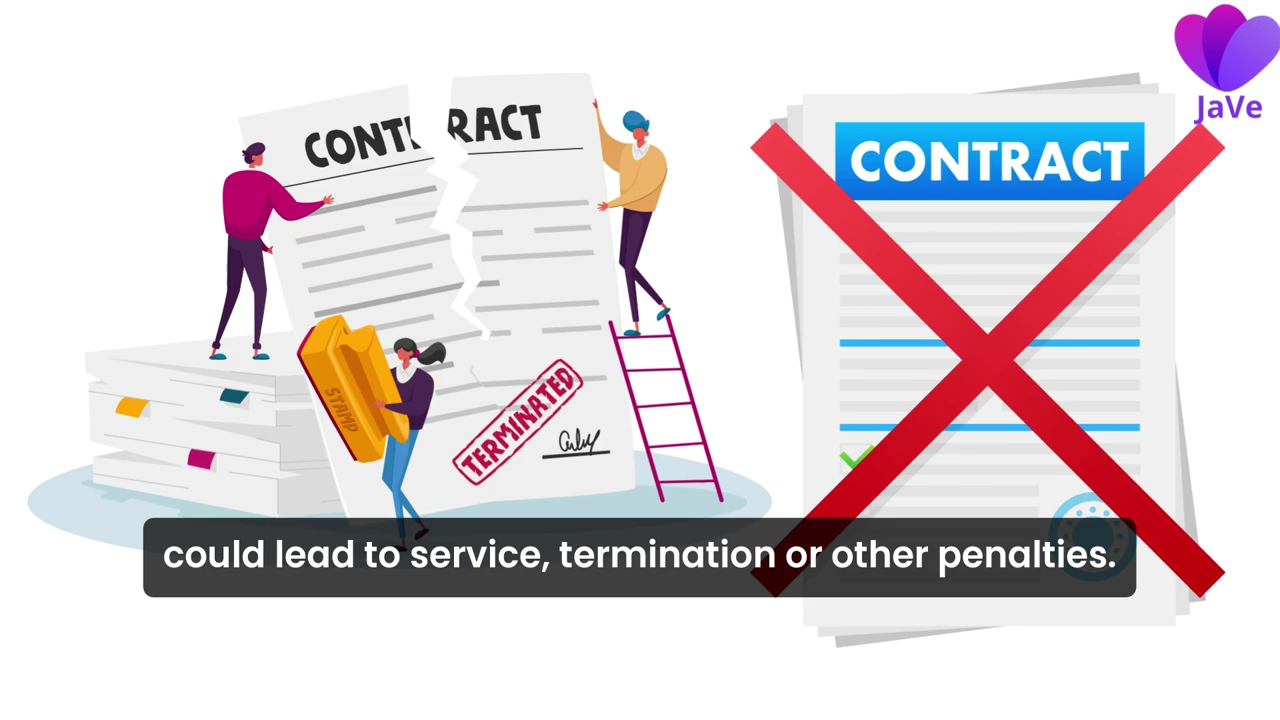 CONTRACT
STAMP
TERMINATED
CONTRACT
JaVe
could lead to service, termination or other penalties.